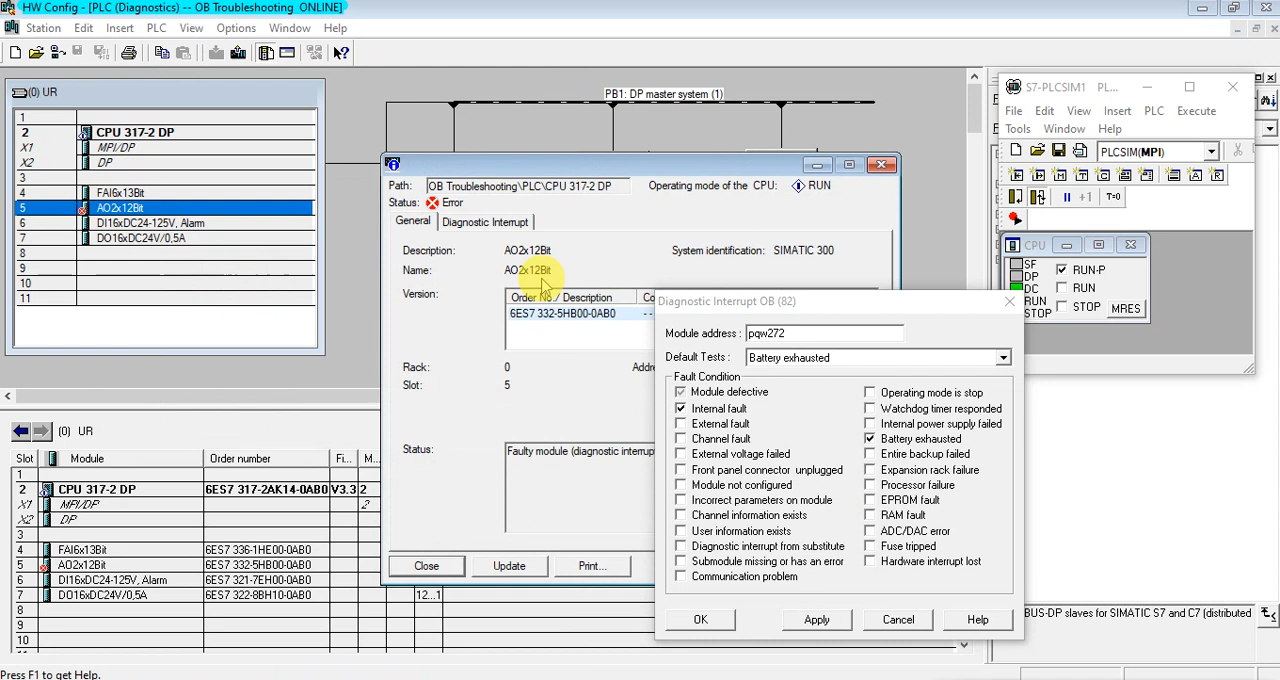 HW Config - [PLC (Diagnostics) -- OB Troubleshooting ONLINE]
Station Edit Insert PLC View Options Window Help
(0) UR
1
2 CPU 317-2 DP
X1 MPI/DP
X2 DP
3
4 FAI6x13Bit
5 AO2x12Bit
6 DI16xDC24-125V, Alarm
7 DO16xDC24V/0,5A
8
9
10
11
PB1: DP master system (1)
Path: OB Troubleshooting\PLC\CPU 317-2 DP Operating mode of the CPU: RUN
Status: Error
General Diagnostic Interrupt
Description: AO2x12Bit System identification: SIMATIC 300
Name: AO2x12Bit
Version: Order No./ Description Co
6ES7 332-5HB00-0AB0 --
Rack: 0 Addre
Slot: 5
Status: Faulty module (diagnostic interrupt
Close Update Print...
S7-PLCSIM1 PL...
File Edit View Insert PLC Execute
Tools Window Help
PLCSIM(MPI)
+1 T=0
CPU
SF
DP
DC
RUN
STOP
RUN-P
RUN
STOP MRES
Diagnostic Interrupt OB (82)
Module address : pqw272
Default Tests : Battery exhausted
Fault Condition
Module defective
Internal fault
External fault
Channel fault
External voltage failed
Front panel connector unplugged
Module not configured
Incorrect parameters on module
Channel information exists
User information exists
Diagnostic interrupt from substitute
Submodule missing or has an error
Communication problem
Operating mode is stop
Watchdog timer responded
Internal power supply failed
Battery exhausted
Entire backup failed
Expansion rack failure
Processor failure
EPROM fault
RAM fault
ADC/DAC error
Fuse tripped
Hardware interrupt lost
OK Apply Cancel Help
(0) UR
Slot Module Order number Fi... M...
1
2 CPU 317-2 DP 6ES7 317-2AK14-0AB0 V3.3 2
X1 MPI/DP 2
X2 DP
3
4 FAI6x13Bit 6ES7 336-1HE00-0AB0
5 AO2x12Bit 6ES7 332-5HB00-0AB0
6 DI16xDC24-125V, Alarm 6ES7 321-7EH00-0AB0
7 DO16xDC24V/0,5A 6ES7 322-8BH10-0AB0 12...1
8
9
10
BUS-DP slaves for SIMATIC S7 and C7 (distributed
Press F1 to get Help.